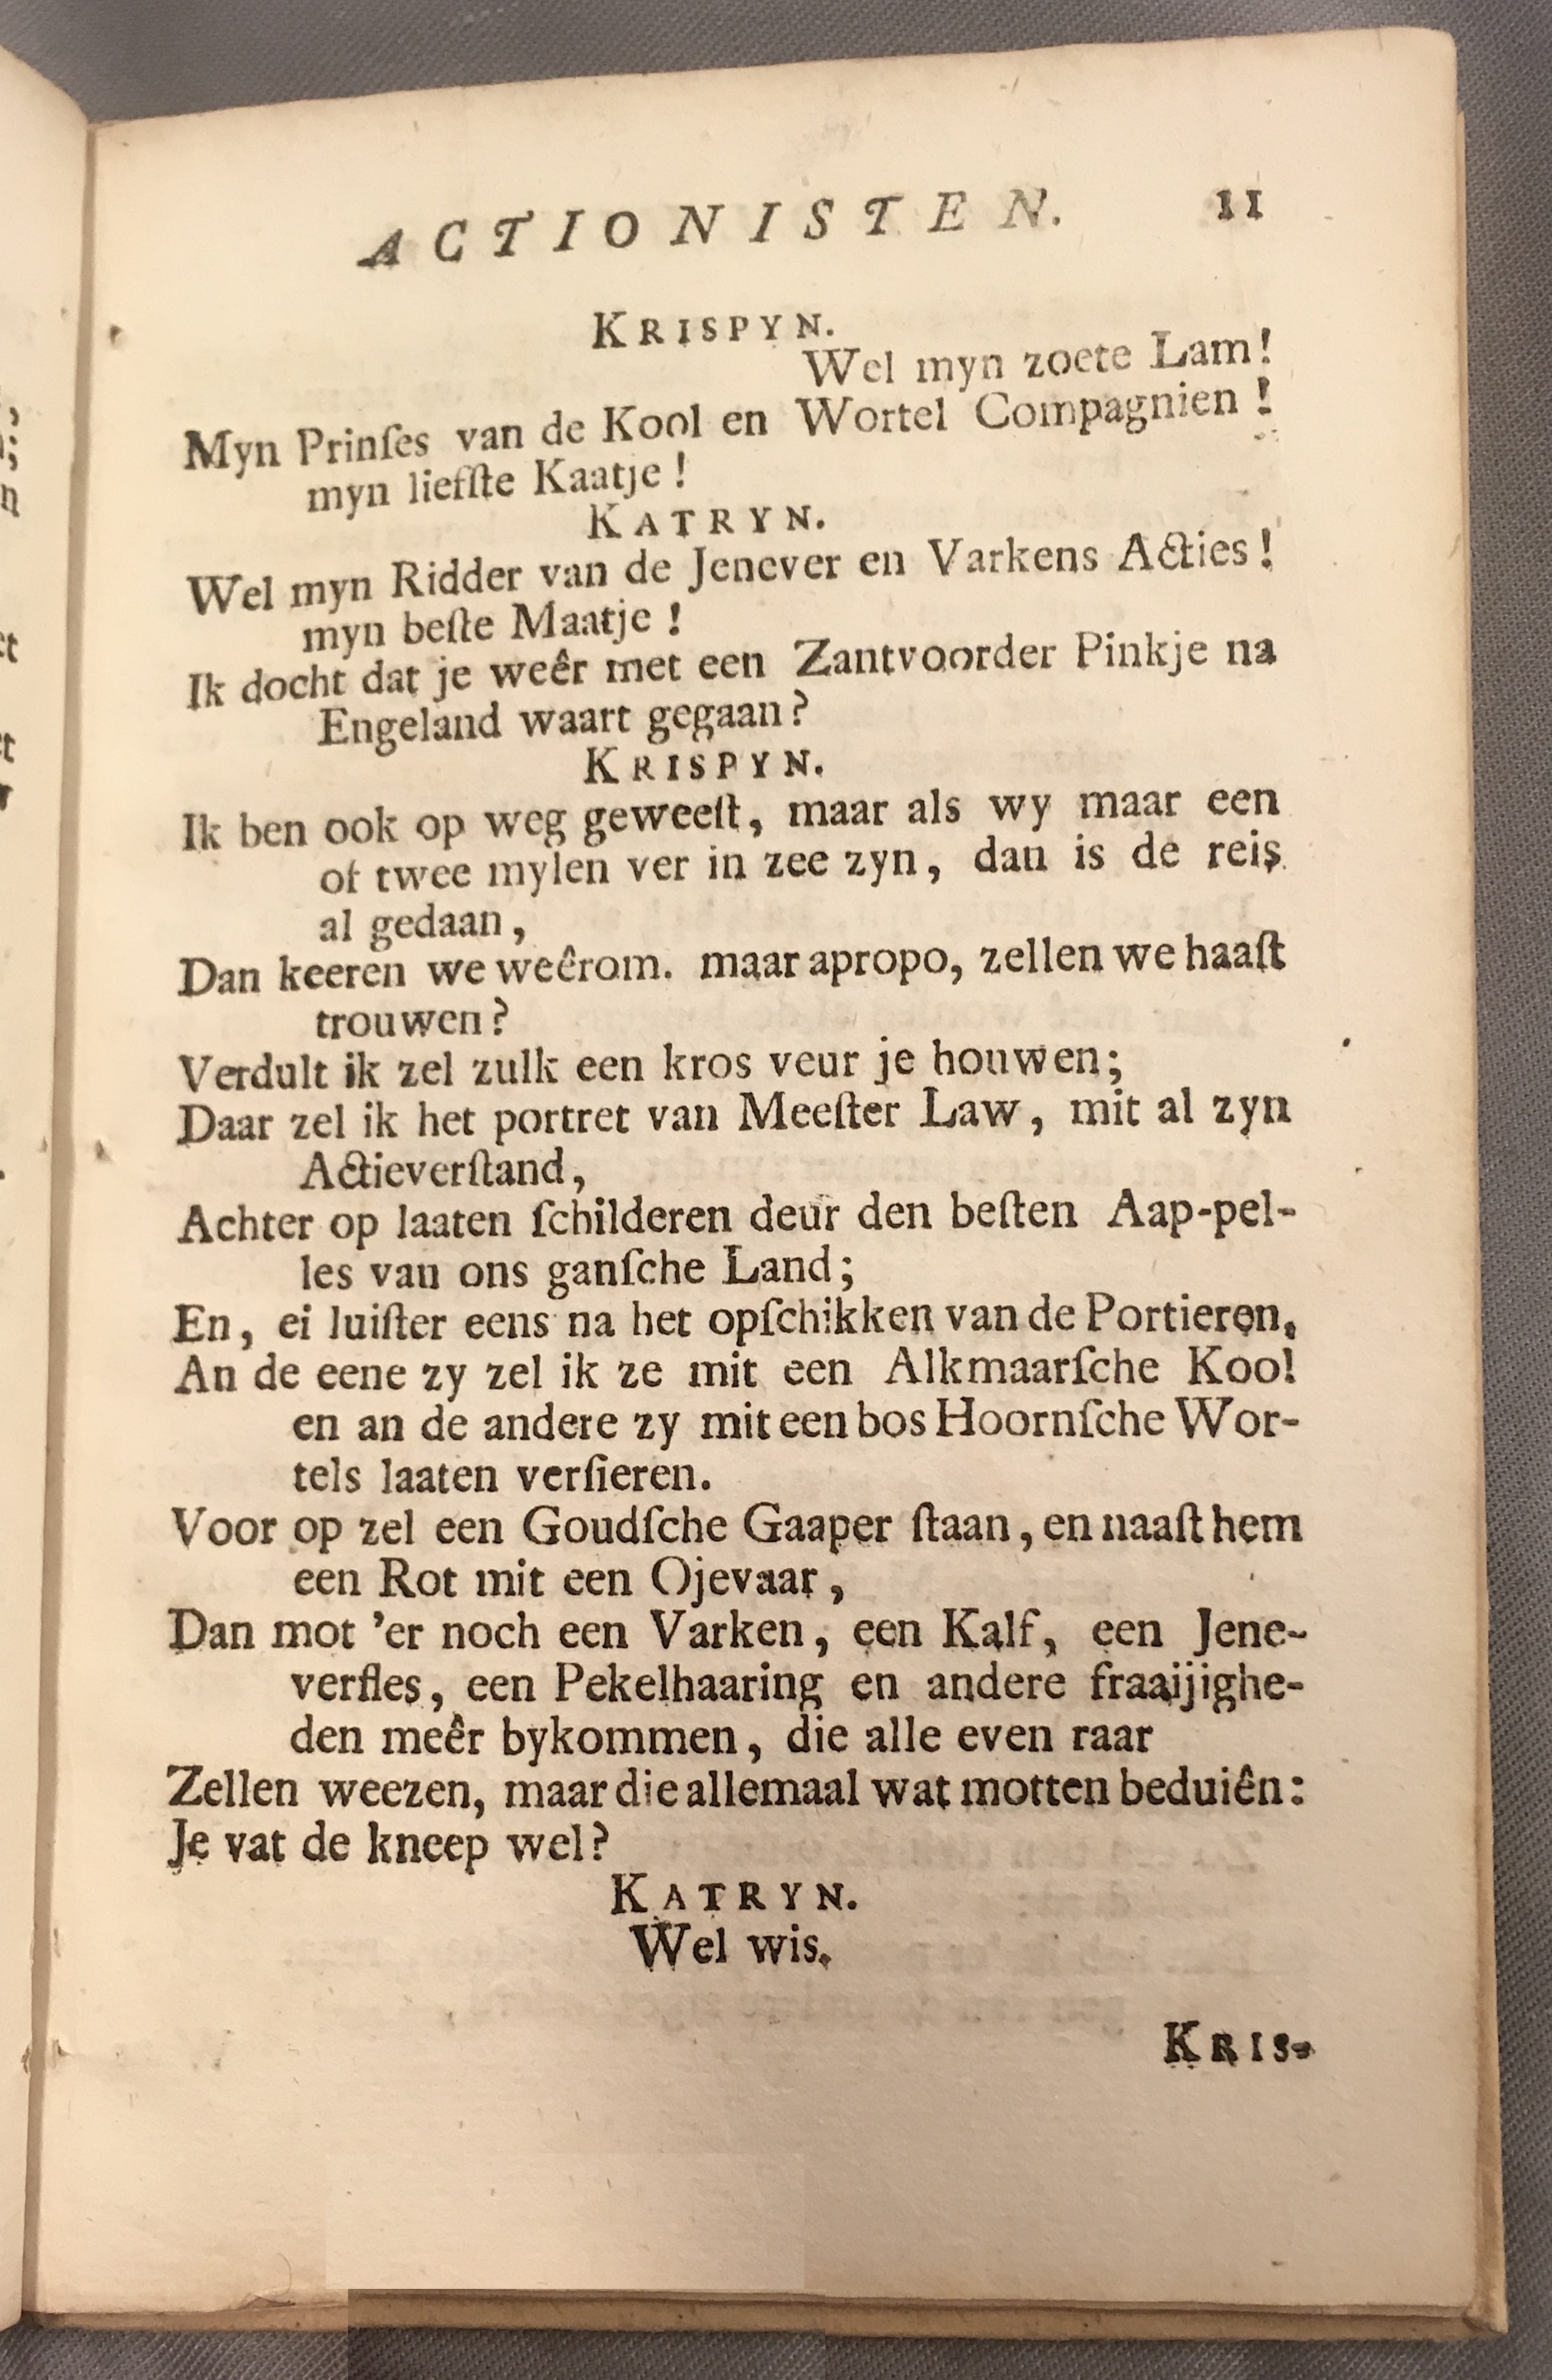 ACTIONISTEN. 11
KRISPYN.
Wel myn zoete Lam!
Myn Prinſes van de Kool en Wortel Compagnien!
myn liefſte Kaatje!
KATRYN.
Wel myn Ridder van de Jenever en Varkens Acties!
myn beſte Maatje!
Ik docht dat je weêr met een Zantvoorder Pinkje na
Engeland waart gegaan?
KRISPYN.
Ik ben ook op weg geweeſt, maar als wy maar een
of twee mylen ver in zee zyn, dan is de reis
al gedaan,
Dan keeren we weêrom. maar apropo, zellen we haaſt
trouwen?
Verdult ik zel zulk een kros veur je houwen;
Daar zel ik het portret van Meeſter Law, mit al zyn
Actieverſtand,
Achter op laaten ſchilderen deur den beſten Aap-pel-
les van ons ganſche Land;
En, ei luiſter eens na het opſchikken van de Portieren,
An de eene zy zel ik ze mit een Alkmaarſche Kool
en an de andere zy mit een bos Hoornſche Wor-
tels laaten verſieren.
Voor op zel een Goudſche Gaaper ſtaan, en naaſt hem
een Rot mit een Ojevaar,
Dan mot 'er noch een Varken, een Kalf, een Jene-
verfles, een Pekelhaaring en andere fraaijighe-
den meêr bykommen, die alle even raar
Zellen weezen, maar die allemaal wat motten beduiên:
Je vat de kneep wel?
KATRYN.
Wel wis.
KRIS-